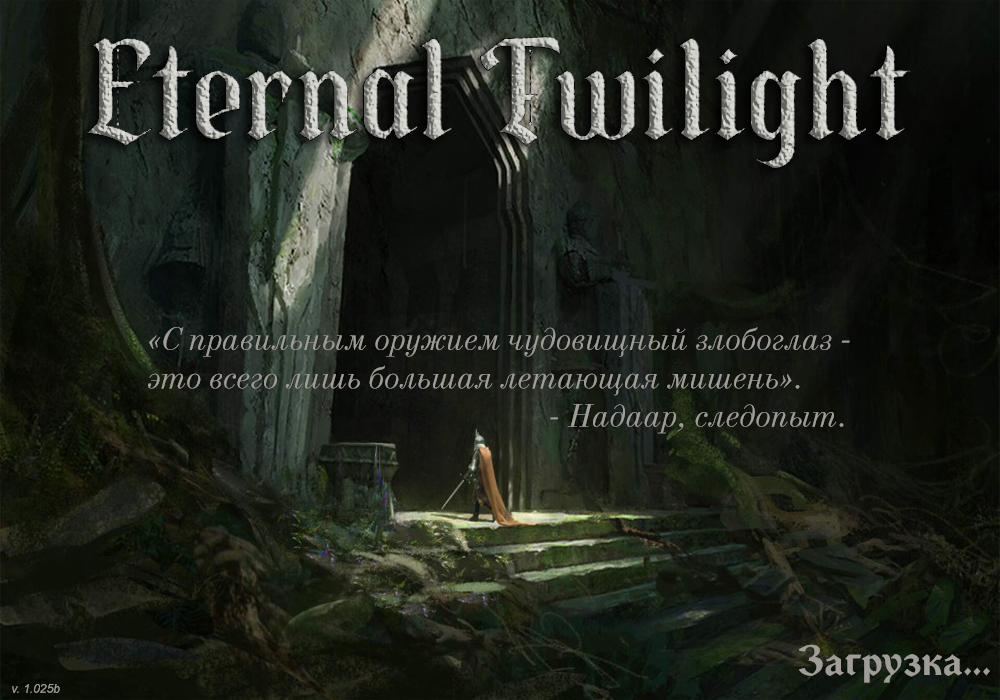 Eternal Twilight
«С правильным оружием чудовищный злобоглаз -
это всего лишь большая летающая мишень».
- Надаар, следопыт.
Загрузка...
v. 1.025b